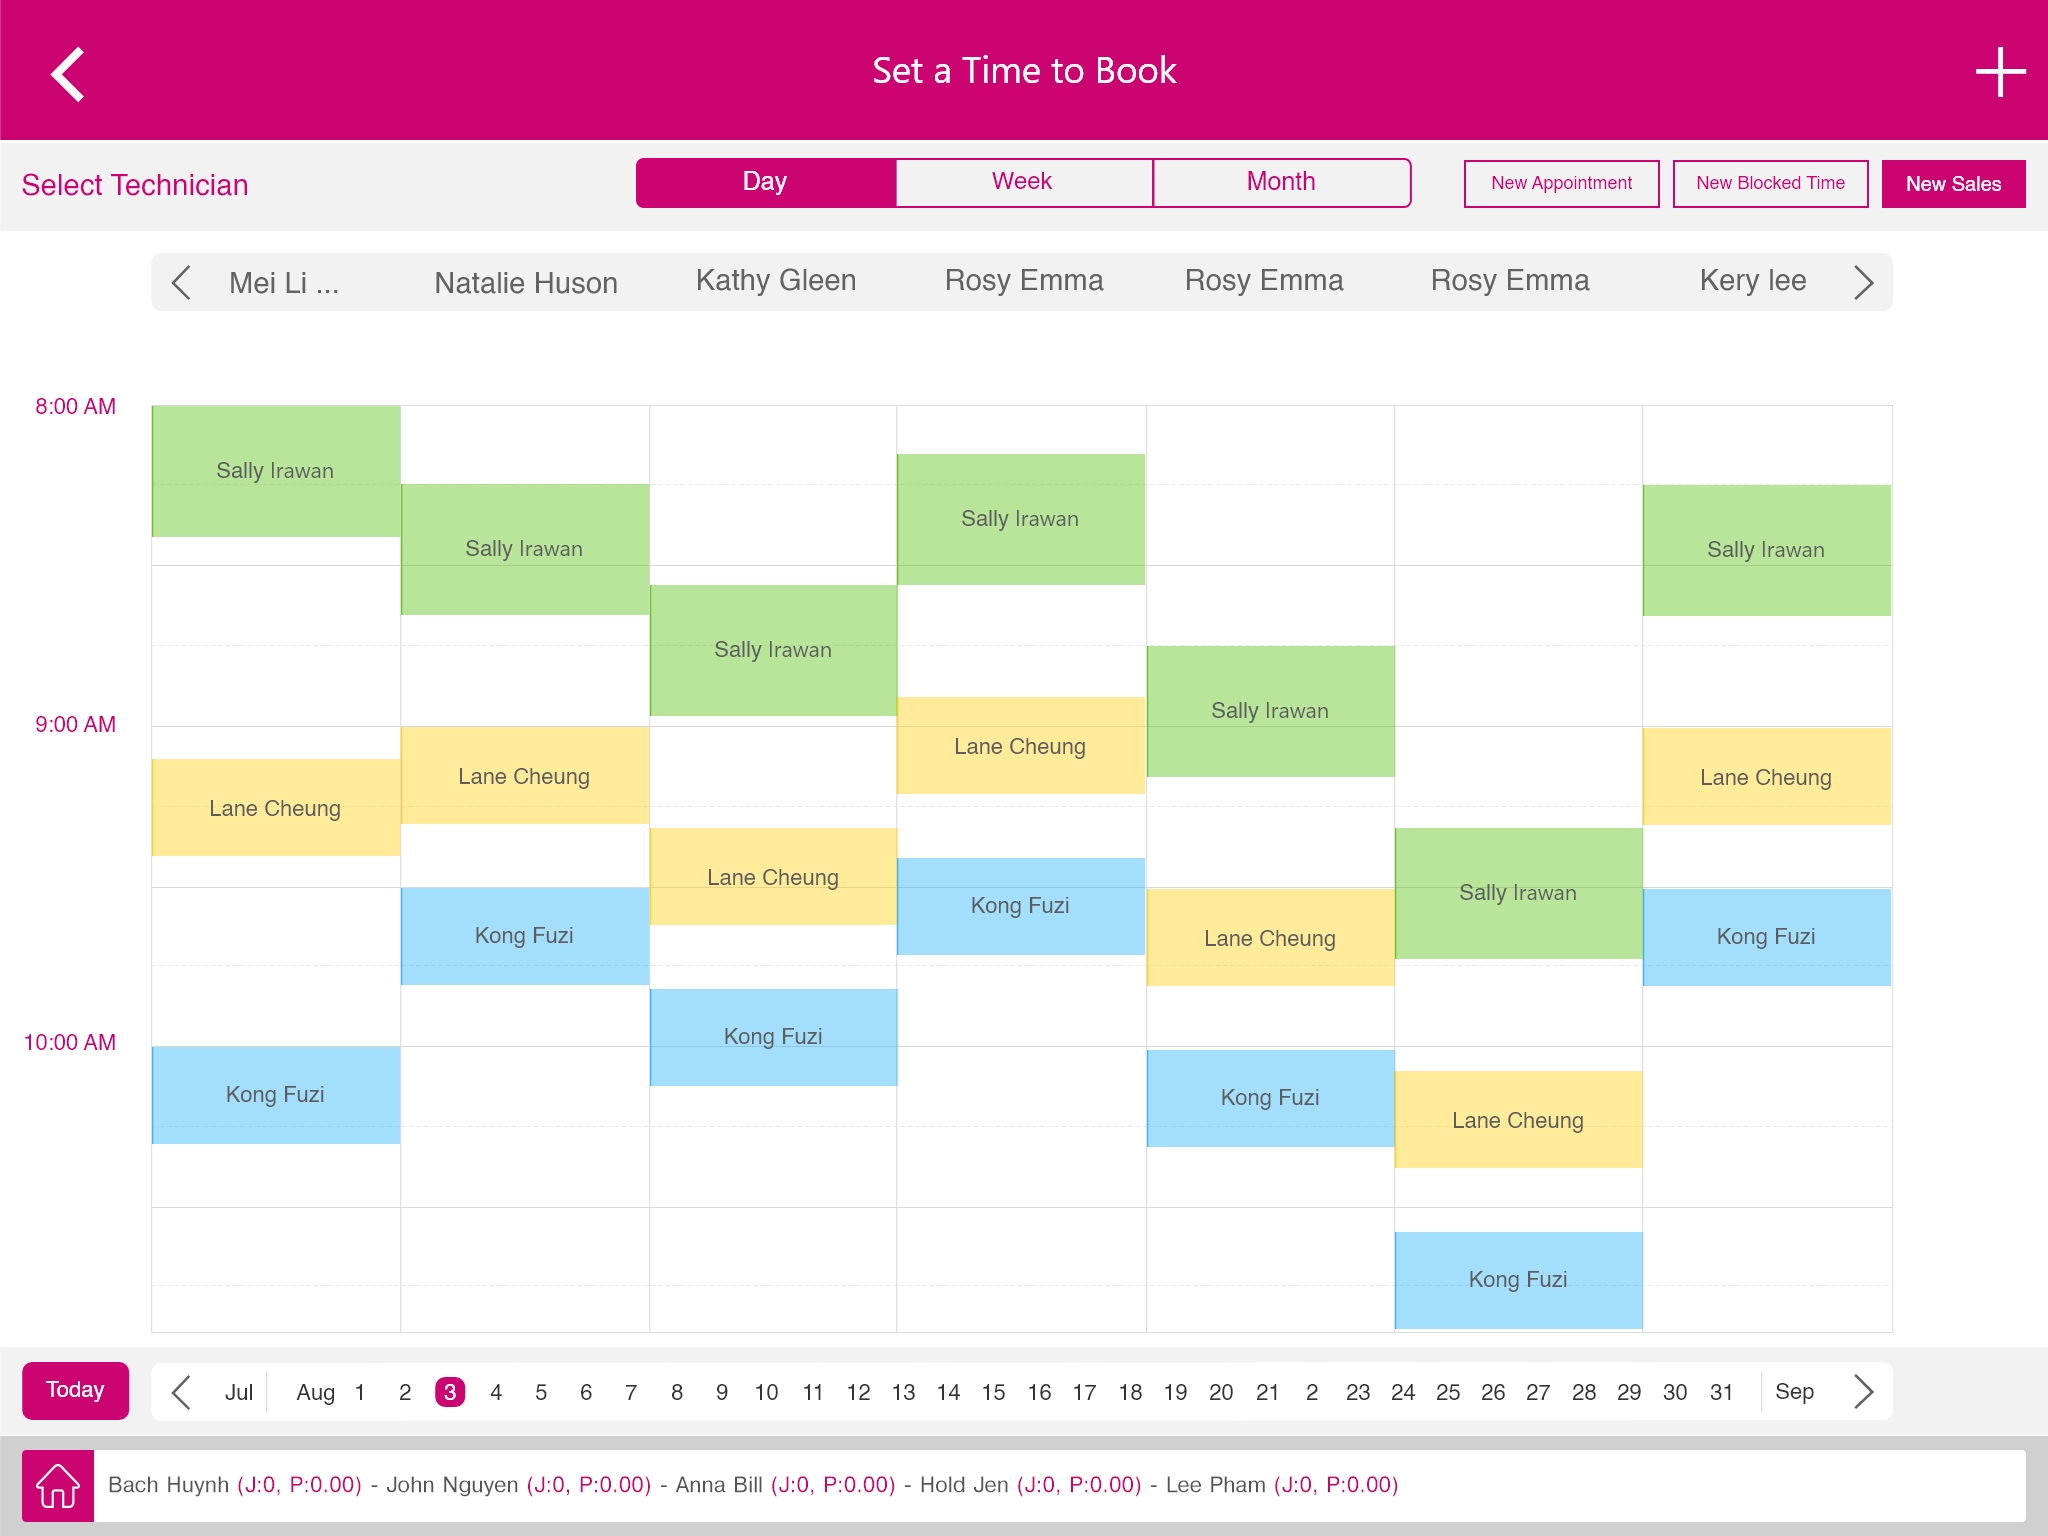 Set a Time to Book
Select Technician
Day Week Month
New Appointment New Blocked Time New Sales
Mei Li ... Natalie Huson Kathy Gleen Rosy Emma Rosy Emma Rosy Emma Kery lee
8:00 AM
Sally Irawan
Sally Irawan
Sally Irawan
Sally Irawan
Sally Irawan
Sally Irawan
9:00 AM
Lane Cheung
Lane Cheung
Lane Cheung
Lane Cheung
Lane Cheung
Sally Irawan
Kong Fuzi
Kong Fuzi
Kong Fuzi
Lane Cheung
10:00 AM
Kong Fuzi
Kong Fuzi
Kong Fuzi
Lane Cheung
Kong Fuzi
Today Jul Aug 1 2 3 4 5 6 7 8 9 10 11 12 13 14 15 16 17 18 19 20 21 2 23 24 25 26 27 28 29 30 31 Sep
Bach Huynh (J:0, P:0.00) - John Nguyen (J:0, P:0.00) - Anna Bill (J:0, P:0.00) - Hold Jen (J:0, P:0.00) - Lee Pham (J:0, P:0.00)